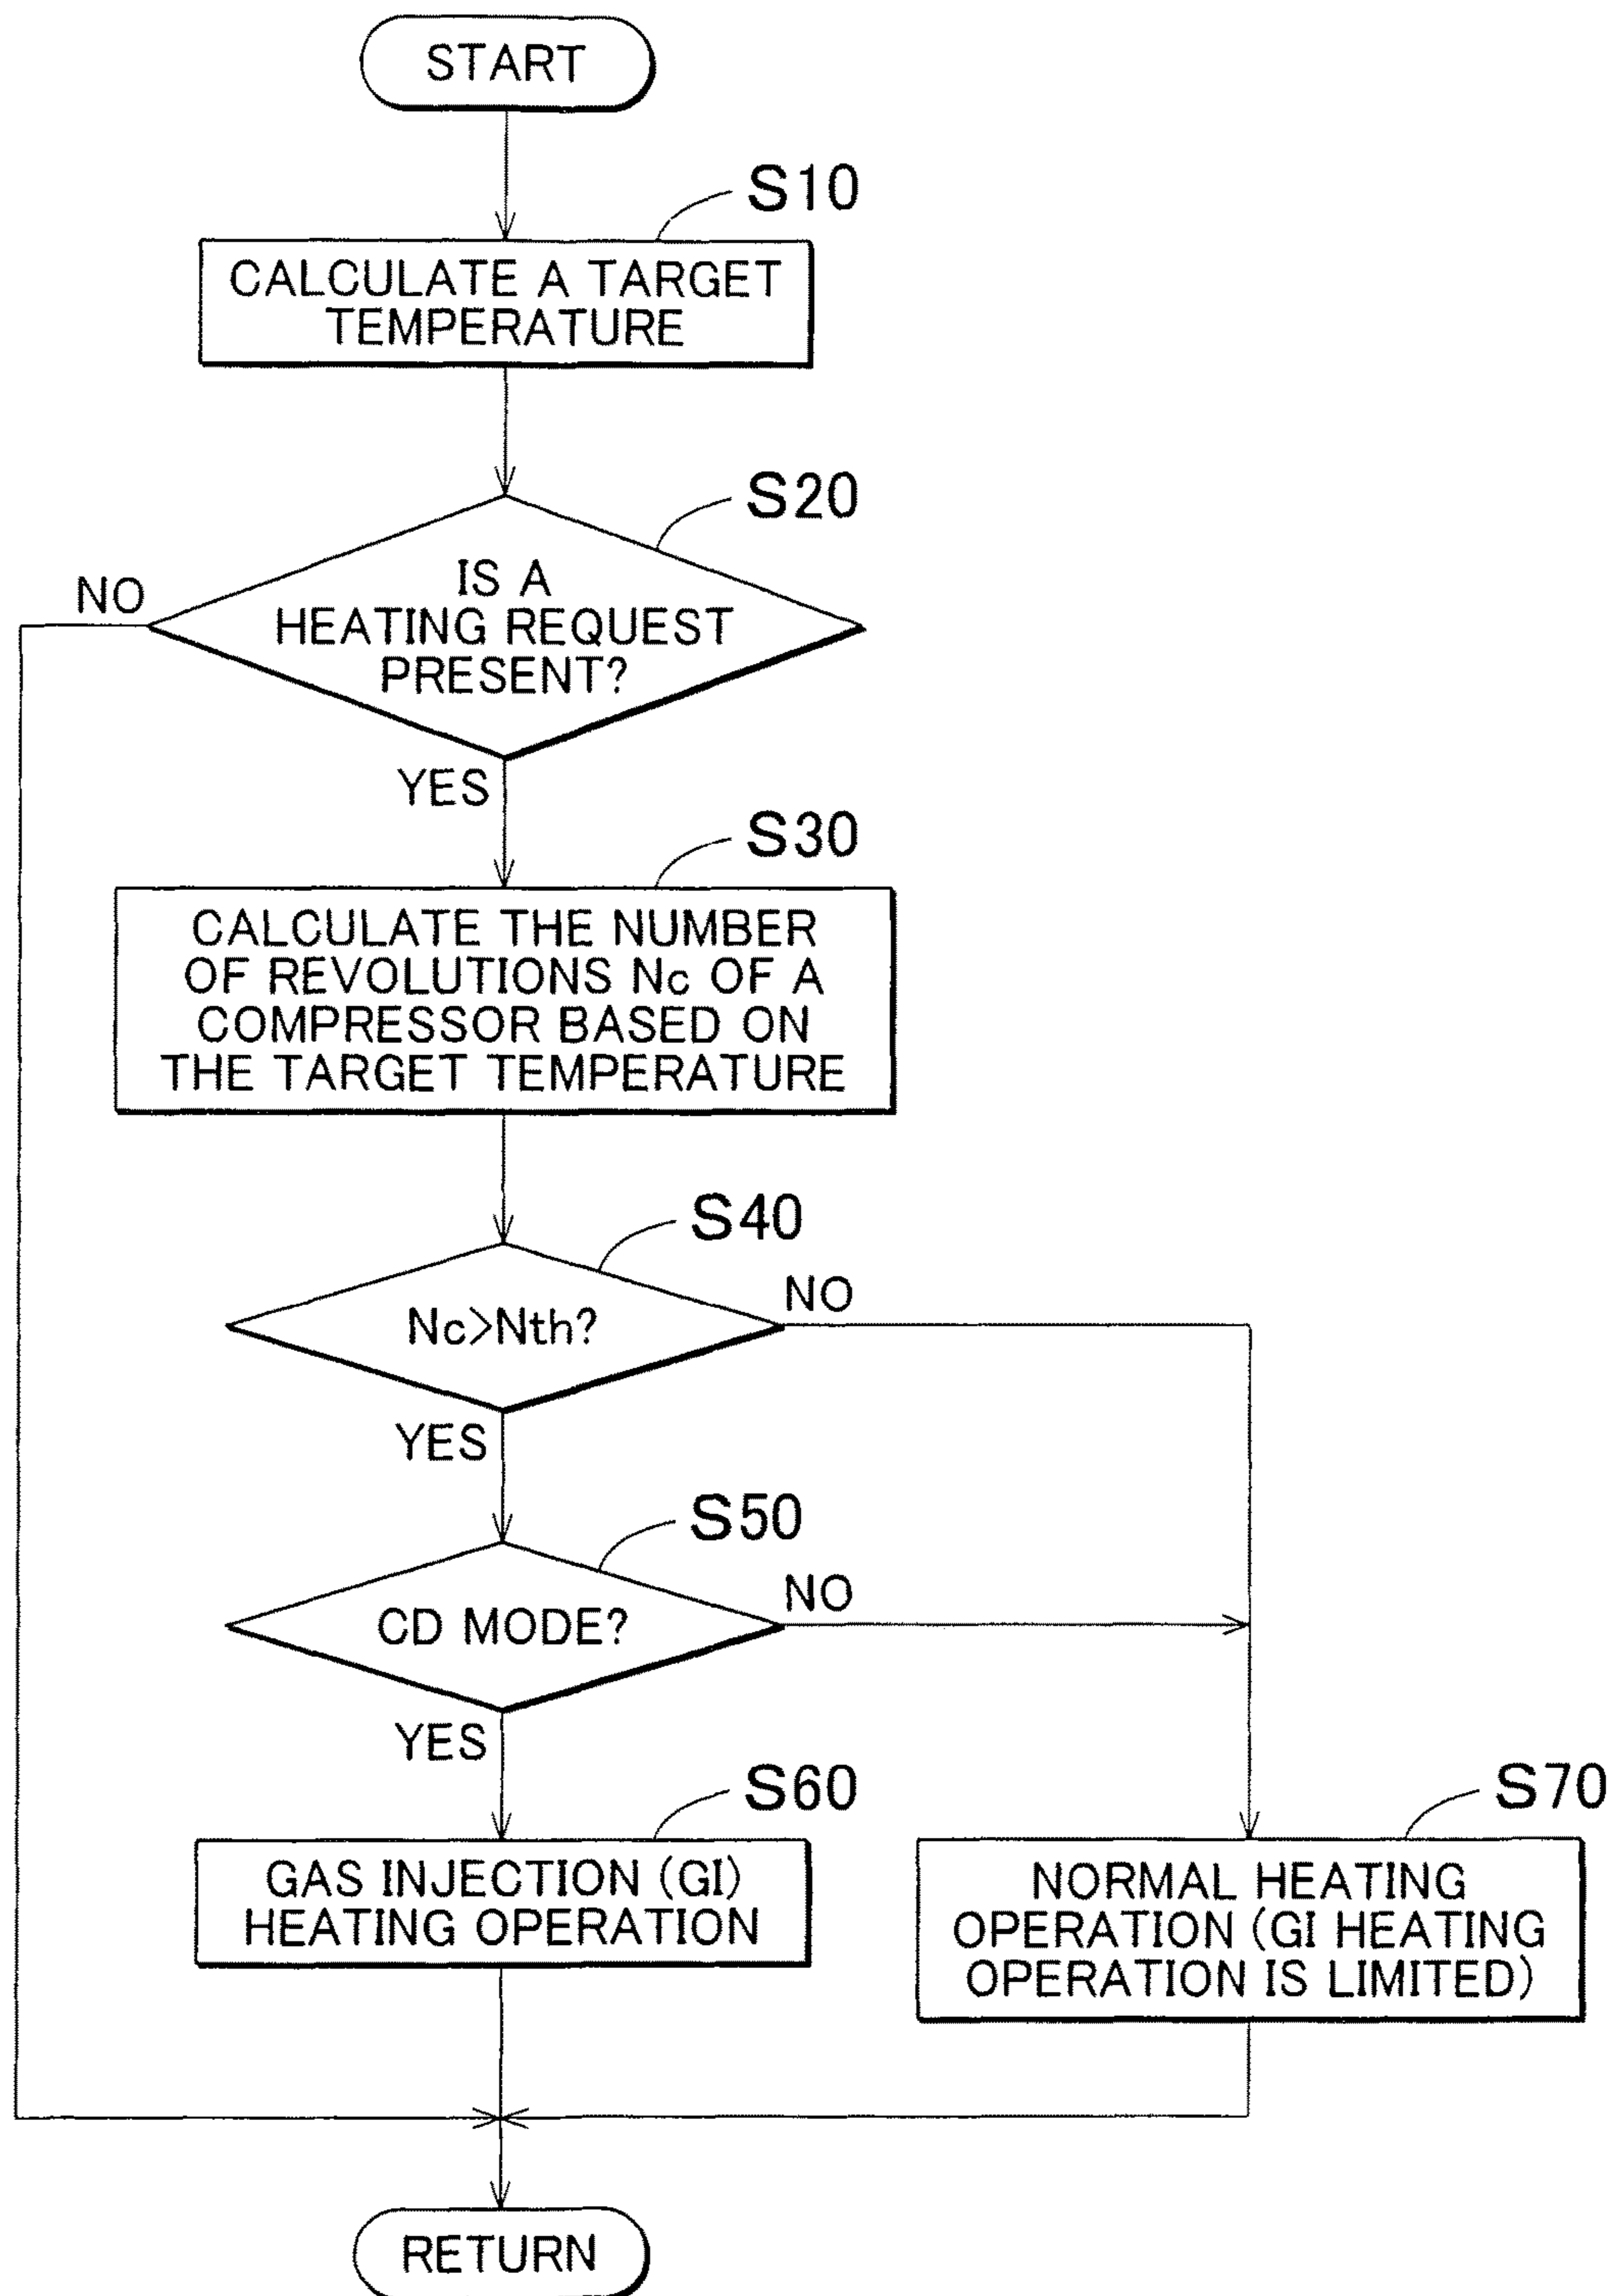 START
S10
CALCULATE A TARGET
TEMPERATURE
S20
NO
IS A
HEATING REQUEST
PRESENT?
YES
S30
CALCULATE THE NUMBER
OF REVOLUTIONS Nc OF A
COMPRESSOR BASED ON
THE TARGET TEMPERATURE
S40
Nc>Nth?
NO
YES
S50
CD MODE?
NO
YES
S60
GAS INJECTION (GI)
HEATING OPERATION
S70
NORMAL HEATING
OPERATION (GI HEATING
OPERATION IS LIMITED)
RETURN